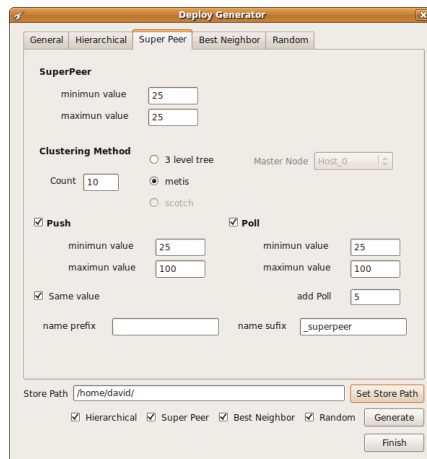 Deploy Generator
General Hierarchical Super Peer Best Neighbor Random
SuperPeer
minimun value 25
maximun value 25
Clustering Method
3 level tree Master Node Host_0
Count 10 metis
scotch
Push Poll
minimun value 25 minimun value 25
maximun value 100 maximun value 100
Same value add Poll 5
name prefix name sufix _superpeer
Store Path /home/david/ Set Store Path
Hierarchical Super Peer Best Neighbor Random Generate
Finish